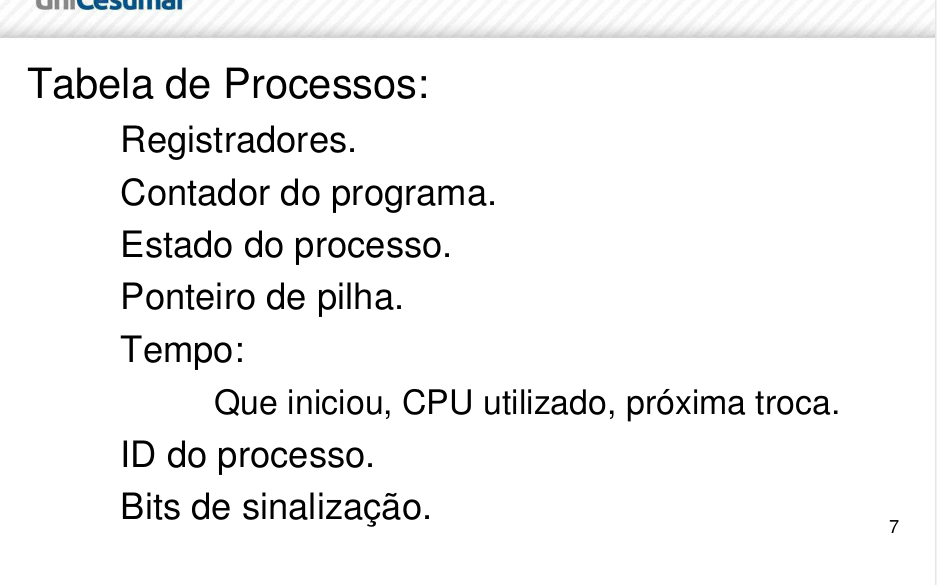 UniCesumar
Tabela de Processos:
Registradores.
Contador do programa.
Estado do processo.
Ponteiro de pilha.
Tempo:
Que iniciou, CPU utilizado, próxima troca.
ID do processo.
Bits de sinalização.
7